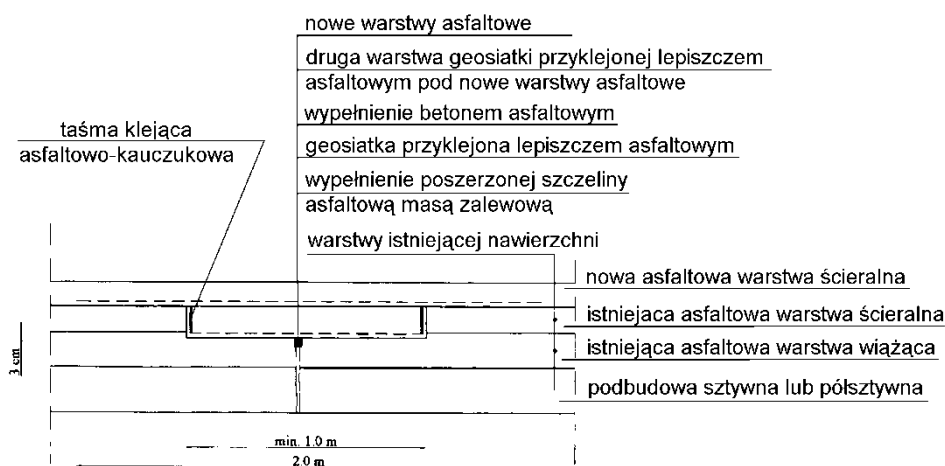 nowe warstwy asfaltowe
druga warstwa geosiatki przyklejonej lepiszczem
asfaltowym pod nowe warstwy asfaltowe
wypełnienie betonem asfaltowym
taśma klejąca
asfaltowo-kauczukowa
geosiatka przyklejona lepiszczem asfaltowym
wypełnienie poszerzonej szczeliny
asfaltową masą zalewową
warstwy istniejącej nawierzchni
nowa asfaltowa warstwa ścieralna
istniejaca asfaltowa warstwa ścieralna
istniejąca asfaltowa warstwa wiążąca
podbudowa sztywna lub półsztywna
3 cm
min. 1.0 m
2.0 m